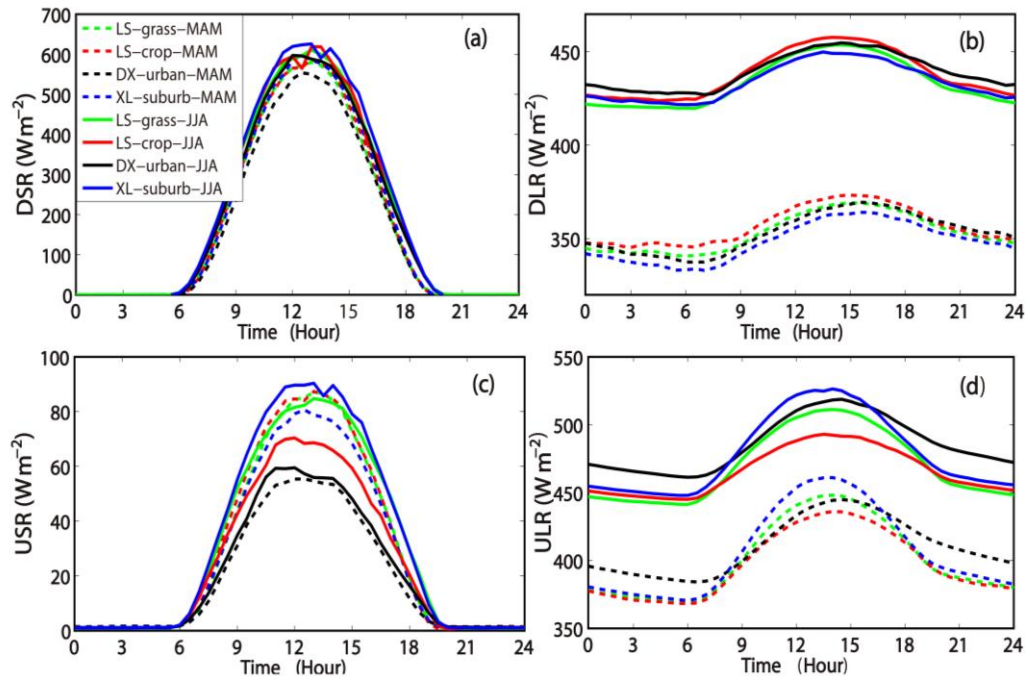 (a)
DSR (W m−2)
700
600
500
400
300
200
100
0
LS−grass−MAM
LS−crop−MAM
DX−urban−MAM
XL−suburb−MAM
LS−grass−JJA
LS−crop−JJA
DX−urban−JJA
XL−suburb−JJA
0 3 6 9 12 15 18 21 24
Time (Hour)
(b)
DLR (W m−2)
450
400
350
0 3 6 9 12 15 18 21 24
Time (Hour)
(c)
USR (W m−2)
100
80
60
40
20
0
0 3 6 9 12 15 18 21 24
Time (Hour)
(d)
ULR (W m−2)
550
500
450
400
350
0 3 6 9 12 15 18 21 24
Time (Hour)